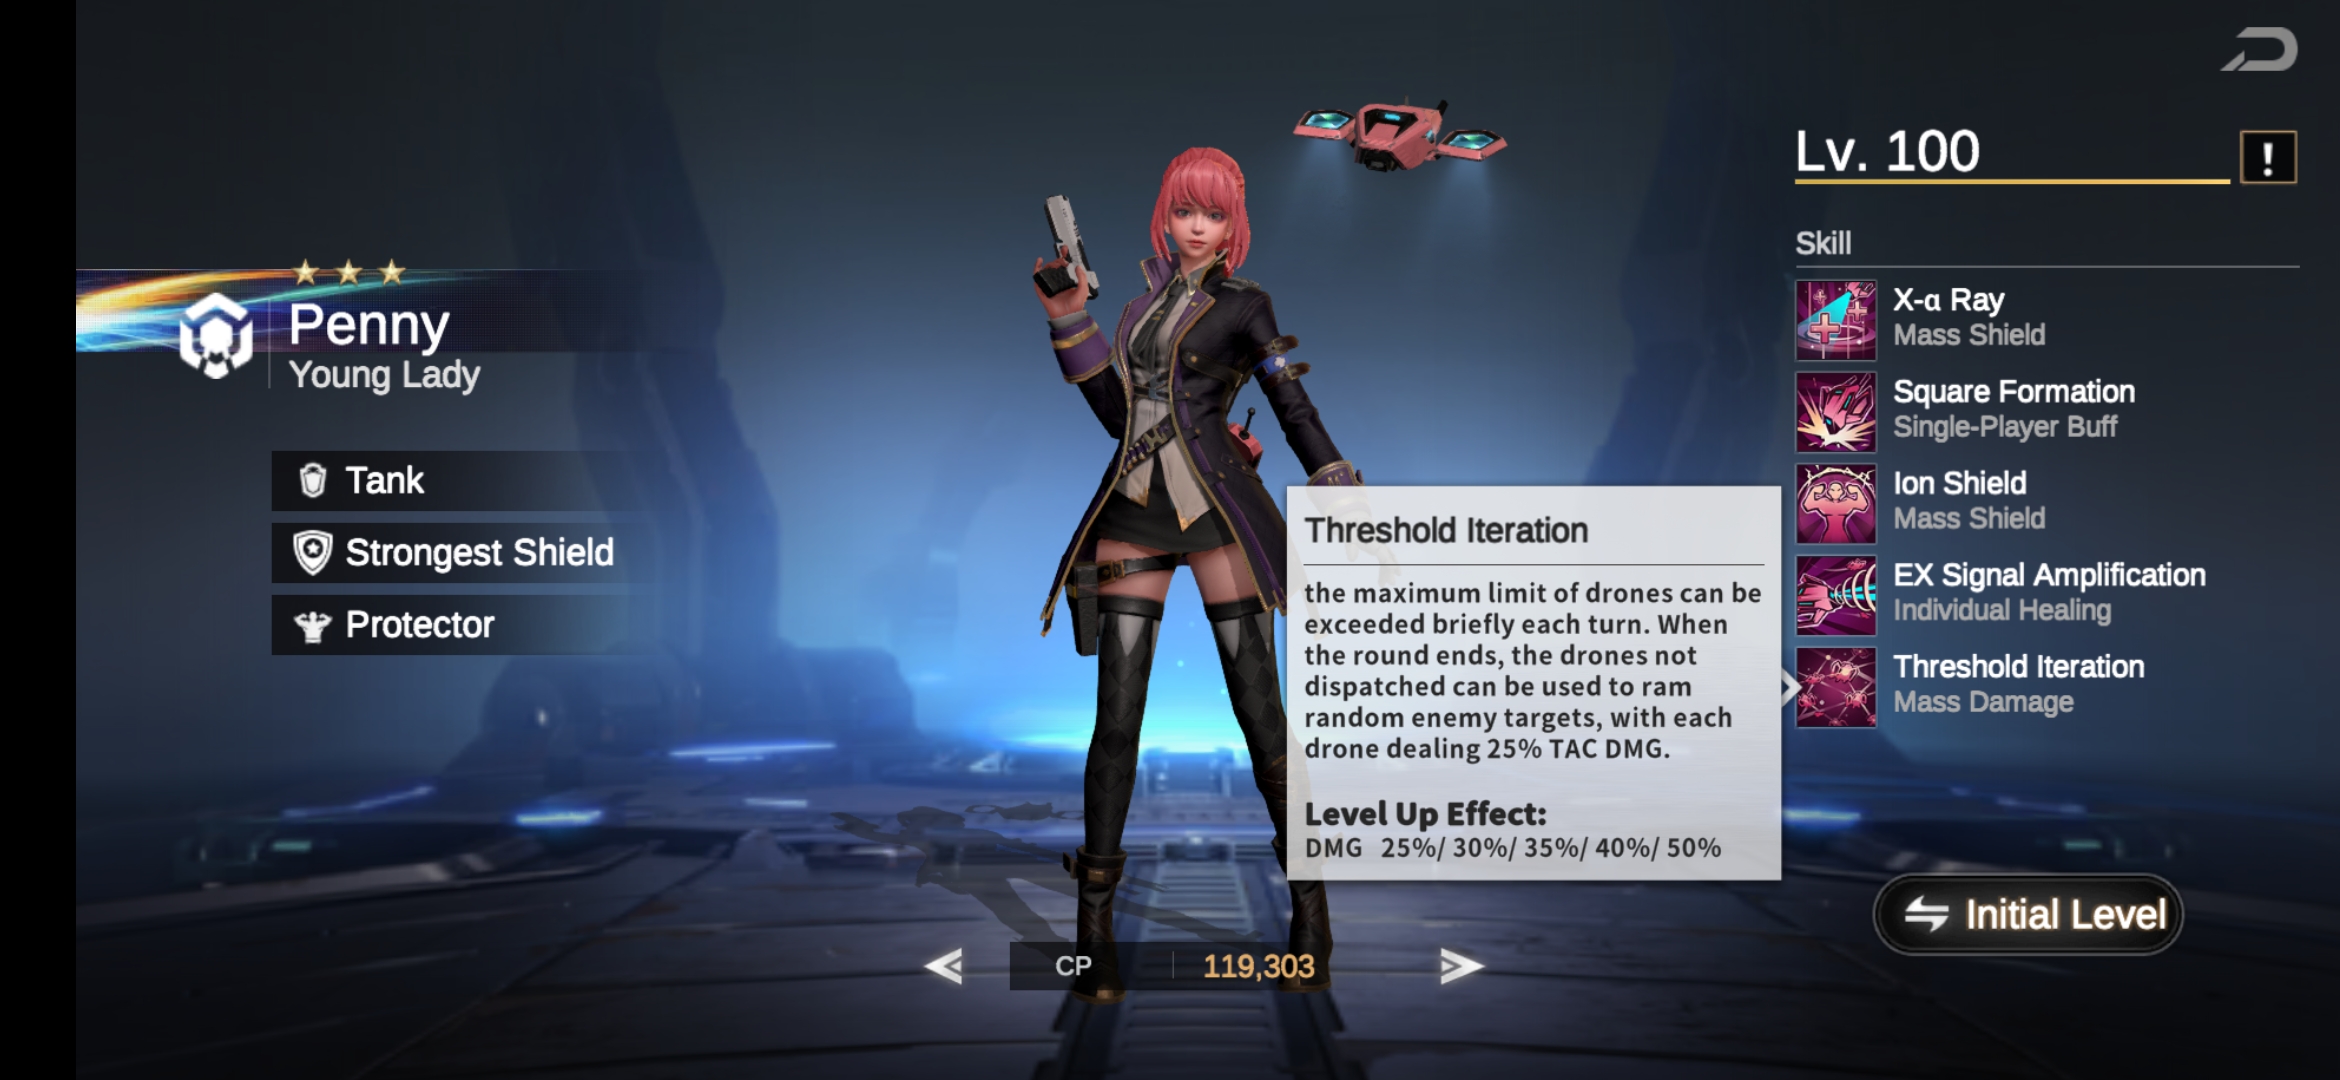 Lv. 100
!
Skill
X-α Ray
Mass Shield
Square Formation
Single-Player Buff
Ion Shield
Mass Shield
EX Signal Amplification
Individual Healing
Threshold Iteration
Mass Damage
Penny
Young Lady
Tank
Strongest Shield
Protector
Threshold Iteration
the maximum limit of drones can be
exceeded briefly each turn. When
the round ends, the drones not
dispatched can be used to ram
random enemy targets, with each
drone dealing 25% TAC DMG.
Level Up Effect:
DMG 25%/ 30%/ 35%/ 40%/ 50%
Initial Level
CP 119,303